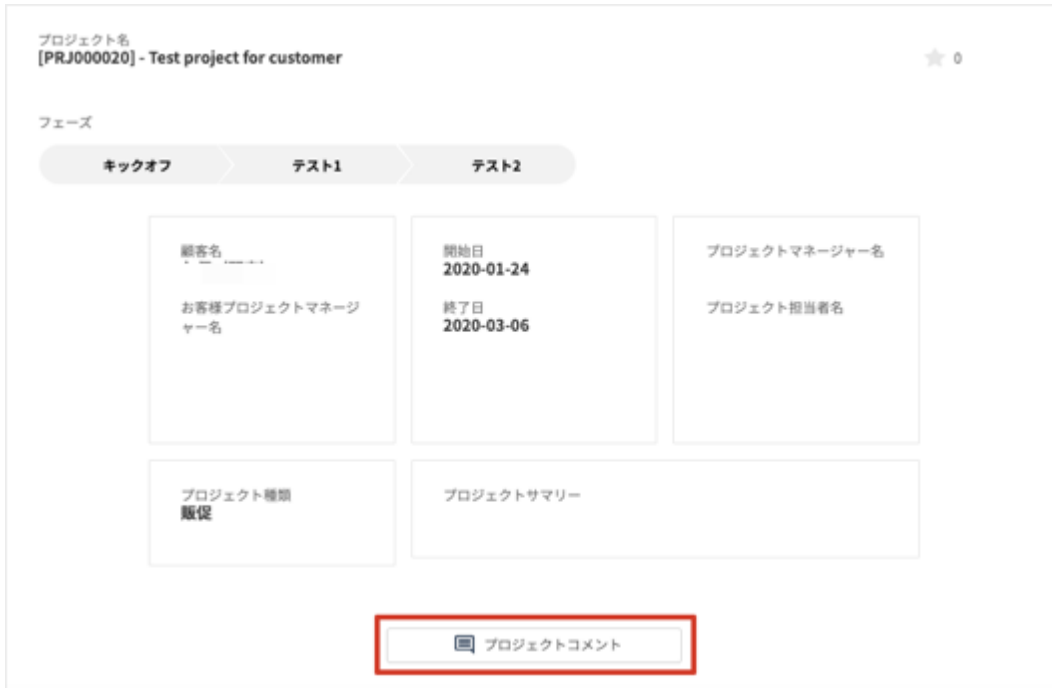 プロジェクト名
[PRJ000020] - Test project for customer
0
フェーズ
キックオフ
テスト1
テスト2
顧客名
お客様プロジェクトマネージ
ャー名
開始日
2020-01-24
終了日
2020-03-06
プロジェクトマネージャー名
プロジェクト担当者名
プロジェクト種類
販促
プロジェクトサマリー
プロジェクトコメント